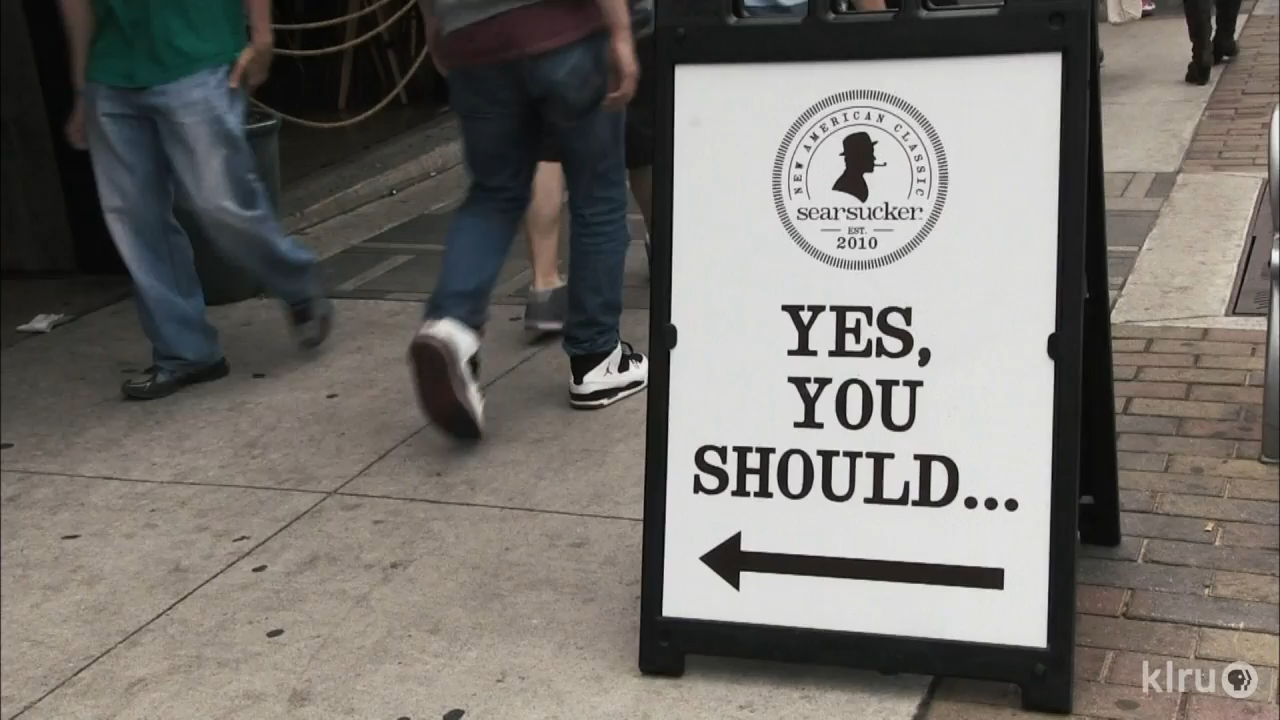 NEW AMERICAN CLASSIC
searsucker
EST.
2010
YES,
YOU
SHOULD...
klru